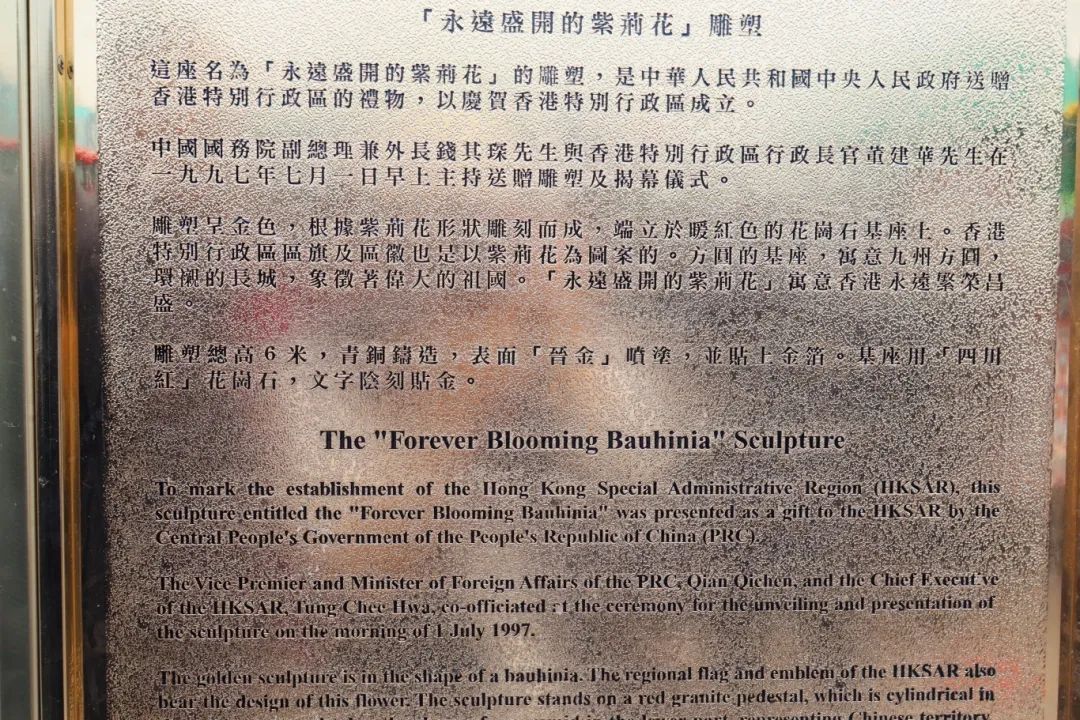 「永遠盛開的紫荊花」雕塑
這座名為「永遠盛開的紫荊花」的雕塑，是中華人民共和國中央人民政府送贈
香港特別行政區的禮物，以慶賀香港特別行政區成立。
中國國務院副總理兼外長錢其琛先生與香港特別行政區行政長官董建華先生在
一九九七年七月一日早上主持送贈雕塑及揭幕儀式。
雕塑呈金色，根據紫荊花形狀雕刻而成，端立於暖紅色的花崗石基座上。香港
特別行政區區旗及區徽也是以紫荊花為圖案的。方圓的基座，寓意九州方圓，
環襯的長城，象徵著偉大的祖國。「永遠盛開的紫荊花」寓意香港永遠繁榮昌
盛。
雕塑總高6米，青銅鑄造，表面「晉金」噴塗，並貼上金箔。基座用「四川
紅」花崗石，文字陰刻貼金。
The "Forever Blooming Bauhinia" Sculpture
To mark the establishment of the Hong Kong Special Administrative Region (HKSAR), this
sculpture entitled the "Forever Blooming Bauhinia" was presented as a gift to the HKSAR by the
Central People's Government of the People's Republic of China (PRC).
The Vice Premier and Minister of Foreign Affairs of the PRC, Qian Qichen, and the Chief Executive
of the HKSAR, Tung Chee Hwa, co-officiated at the ceremony for the unveiling and presentation of
the sculpture on the morning of 1 July 1997.
The golden sculpture is in the shape of a bauhinia. The regional flag and emblem of the HKSAR also
bear the design of this flower. The sculpture stands on a red granite pedestal, which is cylindrical in
in the lower part, representing Chinese territory